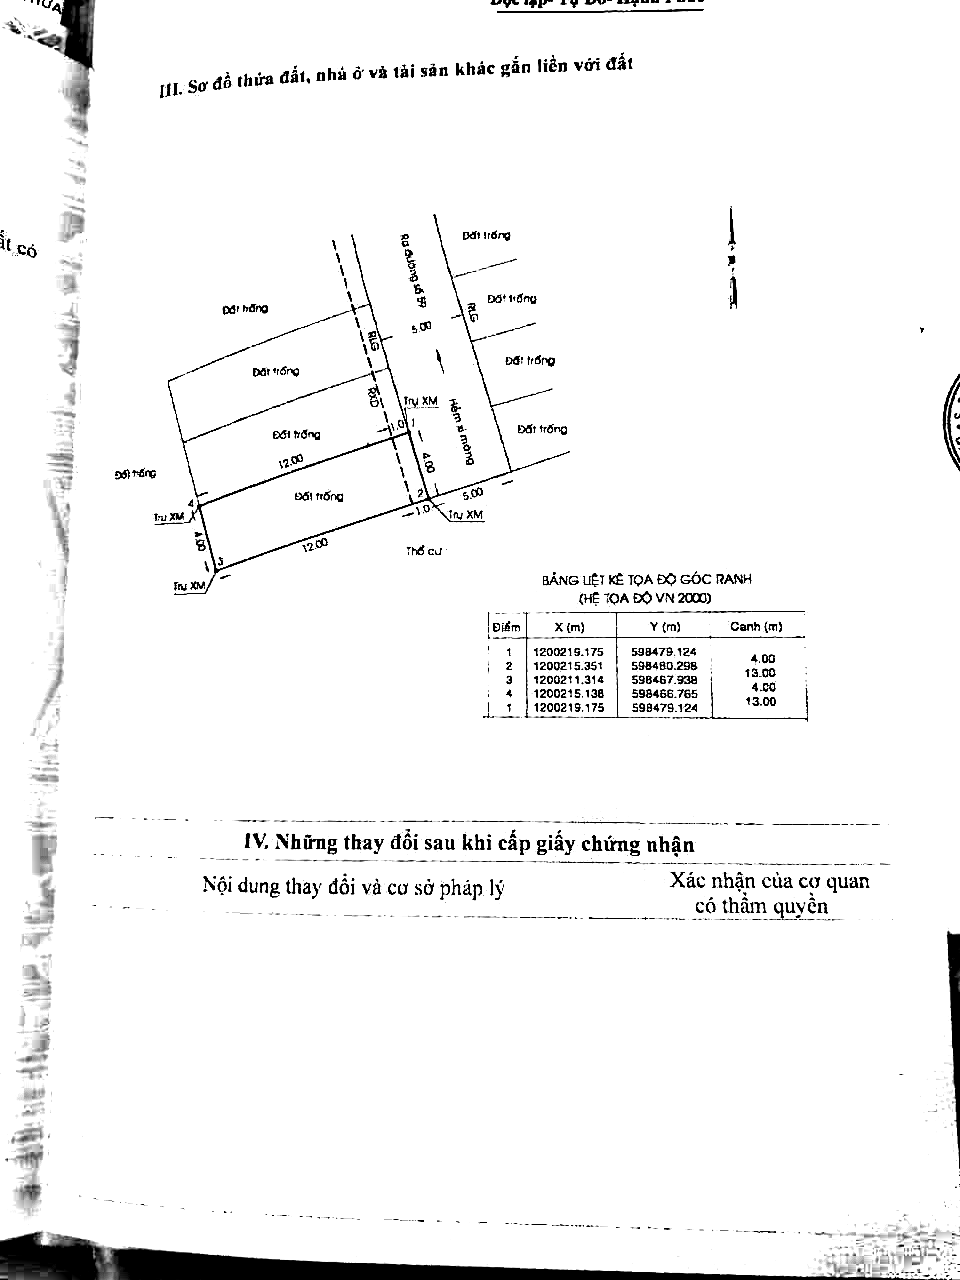 Độc lập- Tự Do- Hạnh Phúc
III. Sơ đồ thửa đất, nhà ở và tài sản khác gắn liền với đất
ất có
Đất trống
Ra đường số 59
Đất trống
Đất trống
RLG
5.00
RLG
Đất trống
Đất trống
RXD
Trụ XM
Hẻm xi măng
Đất trống
1.0
1
Đất trống
12.00
4.00
Đất trống
Đất trống
4
2
5.00
Trụ XM
1.0
Trụ XM
4.00
12.00
Thổ cư
3
Trụ XM
BẢNG LIỆT KÊ TỌA ĐỘ GÓC RANH
(HỆ TỌA ĐỘ VN 2000)
Điểm X (m) Y (m) Cạnh (m)
1 1200219.175 598479.124
4.00
2 1200215.351 598480.298
13.00
3 1200211.314 598467.938
4.00
4 1200215.138 598466.765
13.00
1 1200219.175 598479.124
IV. Những thay đổi sau khi cấp giấy chứng nhận
Nội dung thay đổi và cơ sở pháp lý
Xác nhận của cơ quan
có thẩm quyền